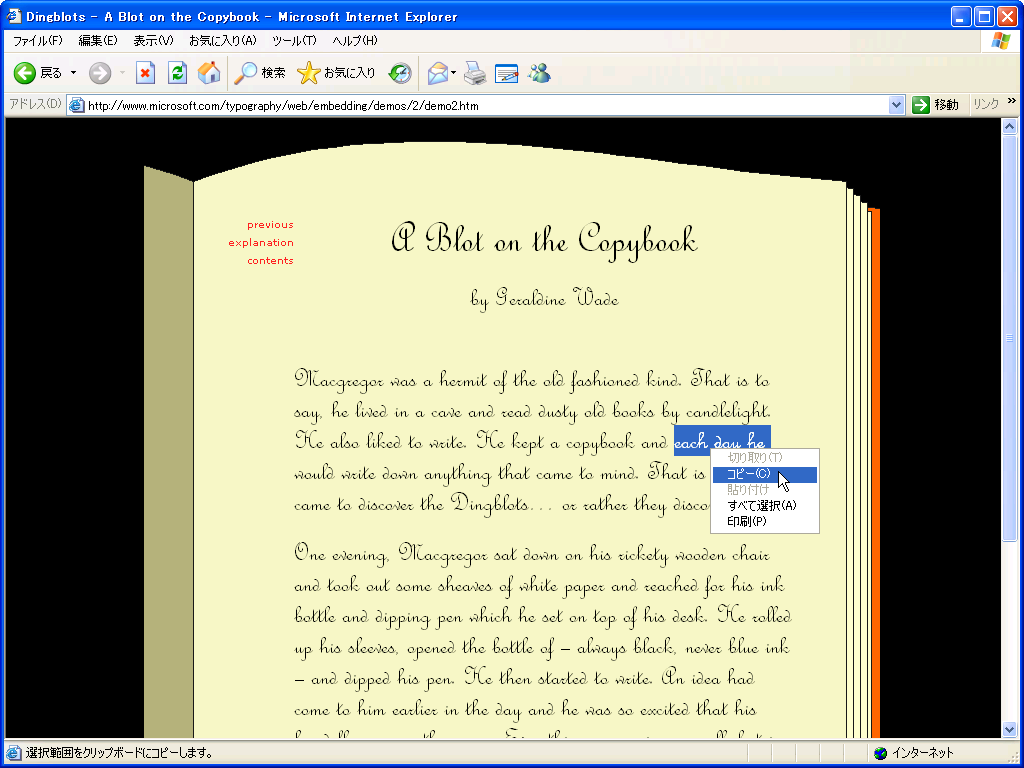 Dingblots - A Blot on the Copybook - Microsoft Internet Explorer
ファイル(F) 編集(E) 表示(V) お気に入り(A) ツール(T) ヘルプ(H)
戻る 検索 お気に入り
アドレス(D) http://www.microsoft.com/typography/web/embedding/demos/2/demo2.htm 移動 リンク »
previous
explanation
contents
A Blot on the Copybook
by Geraldine Wade
Macgregor was a hermit of the old fashioned kind. That is to
say, he lived in a cave and read dusty old books by candlelight.
He also liked to write. He kept a copybook and each day he
would write down anything that came to mind. That is
came to discover the Dingblots... or rather they disco
切り取り(T)
コピー(C)
貼り付け
すべて選択(A)
印刷(P)
One evening, Macgregor sat down on his rickety wooden chair
and took out some sheaves of white paper and reached for his ink
bottle and dipping pen which he set on top of his desk. He rolled
up his sleeves, opened the bottle of – always black, never blue ink
– and dipped his pen. He then started to write. An idea had
come to him earlier in the day and he was so excited that his
選択範囲をクリップボードにコピーします。 インターネット